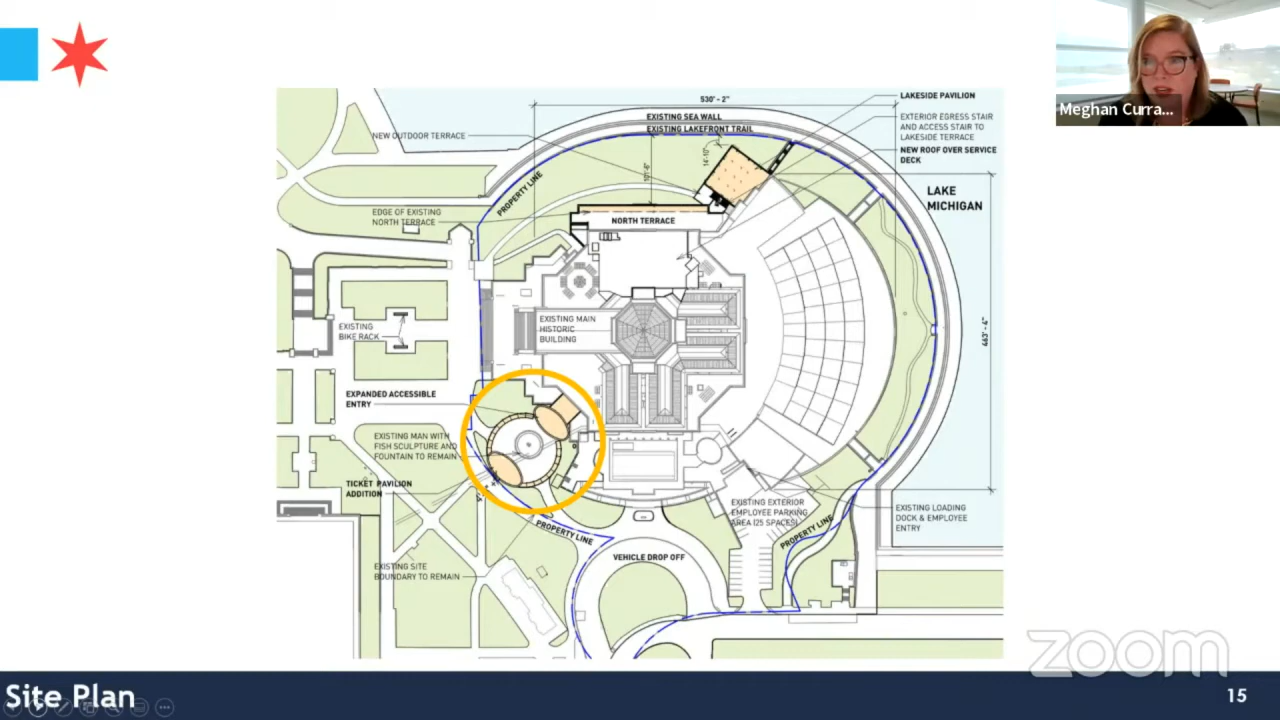 Meghan Curra...
530' - 2"
LAKESIDE PAVILION
EXISTING SEA WALL
EXTERIOR EGRESS STAIR
AND ACCESS STAIR TO
LAKESIDE TERRACE
EXISTING LAKEFRONT TRAIL
NEW OUTDOOR TERRACE
NEW ROOF OVER SERVICE
DECK
PROPERTY LINE
LAKE
MICHIGAN
EDGE OF EXISTING
NORTH TERRACE
NORTH TERRACE
EXISTING
BIKE RACK
EXISTING MAIN
HISTORIC
BUILDING
463' - 4"
EXPANDED ACCESSIBLE
ENTRY
EXISTING MAN WITH
FISH SCULPTURE AND
FOUNTAIN TO REMAIN
TICKET PAVILION
ADDITION
EXISTING EXTERIOR
EMPLOYEE PARKING
AREA (25 SPACES)
EXISTING LOADING
DOCK & EMPLOYEE
ENTRY
PROPERTY LINE
PROPERTY LINE
VEHICLE DROP OFF
EXISTING SITE
BOUNDARY TO REMAIN
zoom
Site Plan
15